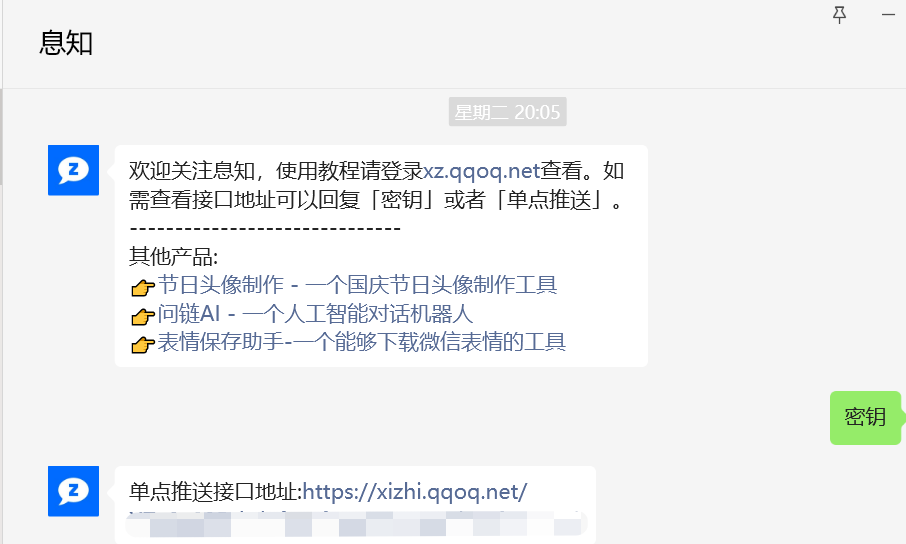 息知
星期二 20:05
欢迎关注息知，使用教程请登录xz.qqoq.net查看。如
需查看接口地址可以回复「密钥」或者「单点推送」。
------------------------------
其他产品:
👉节日头像制作 - 一个国庆节日头像制作工具
👉问链AI - 一个人工智能对话机器人
👉表情保存助手-一个能够下载微信表情的工具
密钥
单点推送接口地址:https://xizhi.qqoq.net/